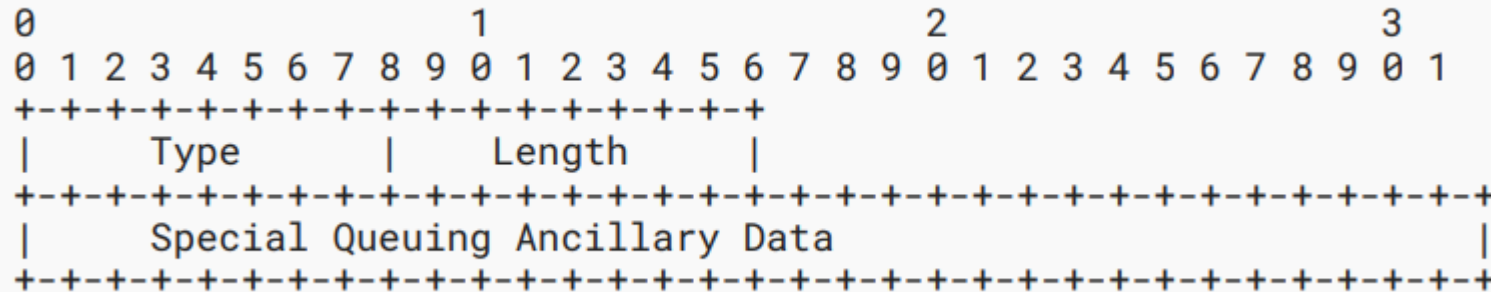 0                   1                   2                   3
0 1 2 3 4 5 6 7 8 9 0 1 2 3 4 5 6 7 8 9 0 1 2 3 4 5 6 7 8 9 0 1
+-+-+-+-+-+-+-+-+-+-+-+-+-+-+-+-+
|     Type      |    Length     |
+-+-+-+-+-+-+-+-+-+-+-+-+-+-+-+-+-+-+-+-+-+-+-+-+-+-+-+-+-+-+-+-+
|     Special Queuing Ancillary Data                            |
+-+-+-+-+-+-+-+-+-+-+-+-+-+-+-+-+-+-+-+-+-+-+-+-+-+-+-+-+-+-+-+-+